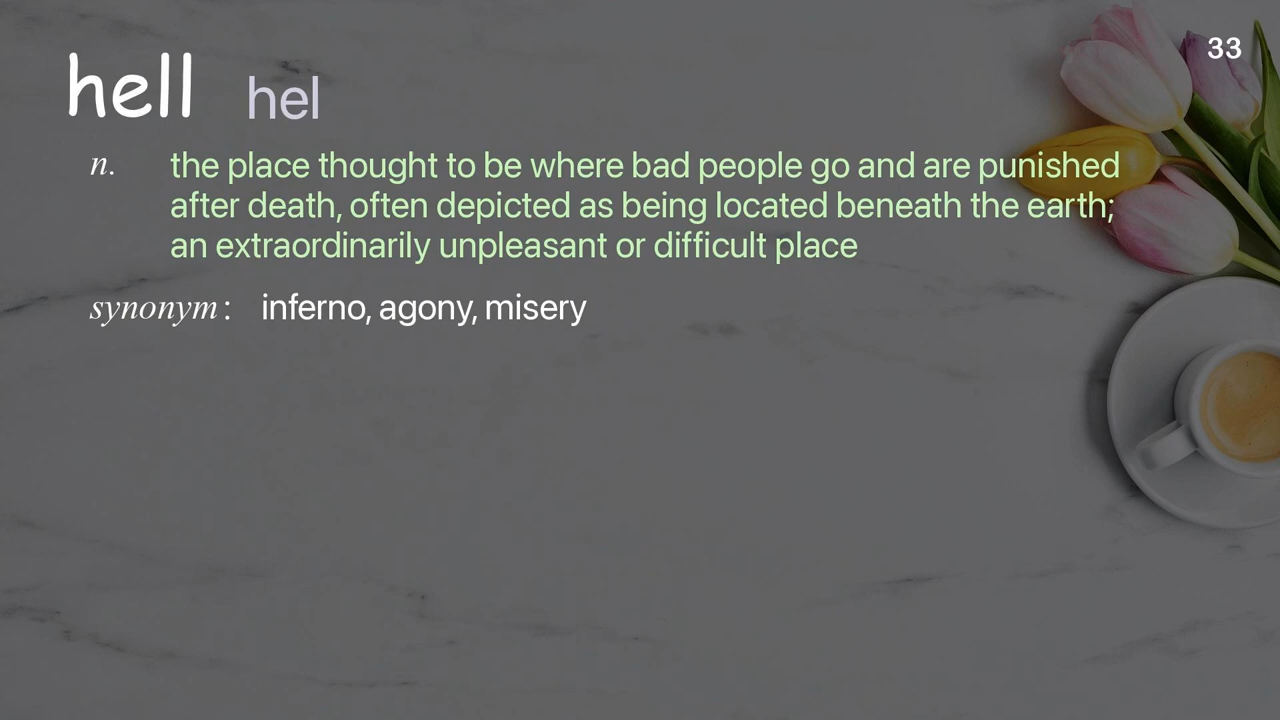 33
hell hel
n. the place thought to be where bad people go and are punished
after death, often depicted as being located beneath the earth;
an extraordinarily unpleasant or difficult place
synonym: inferno, agony, misery